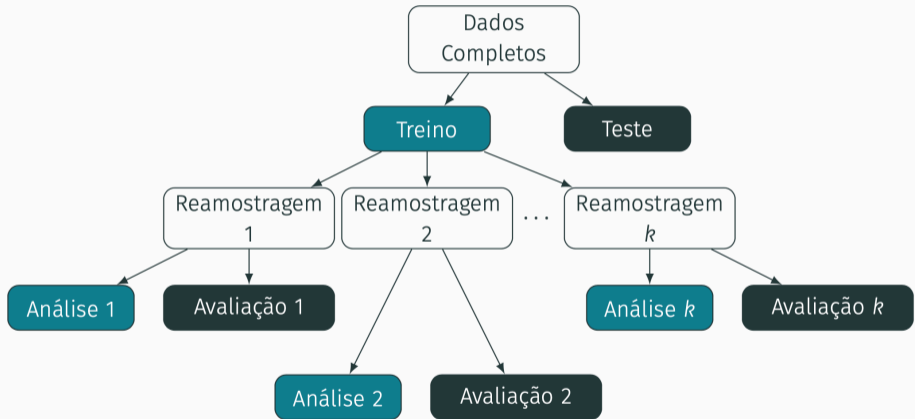 Dados
Completos
Treino
Teste
Reamostragem
1
Reamostragem
2
...
Reamostragem
k
Análise 1
Avaliação 1
Análise k
Avaliação k
Análise 2
Avaliação 2